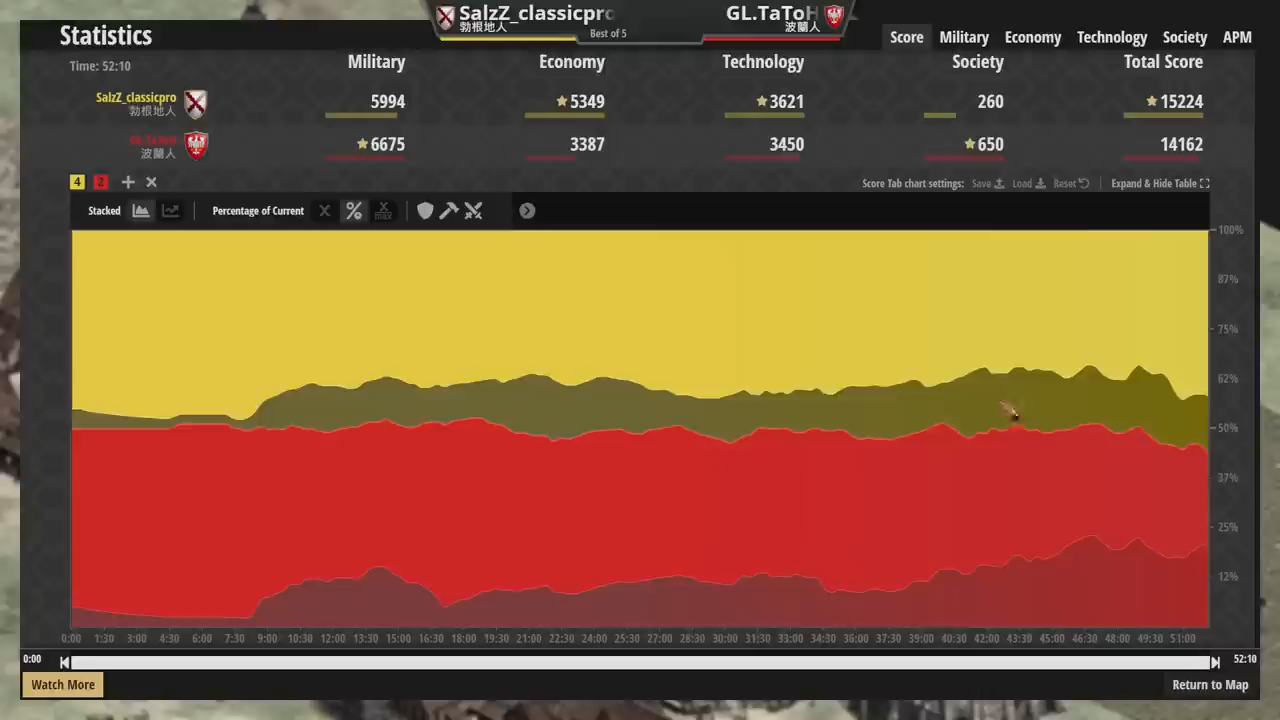 SalzZ_classicpro
勃根地人
Best of 5
GL.TaToH
波蘭人
Statistics
Score Military Economy Technology Society APM
Time: 52:10
Military Economy Technology Society Total Score
SalzZ_classicpro
勃根地人
5994 5349 3621 260 15224
GL.TaToH
波蘭人
6675 3387 3450 650 14162
4 2
Score Tab chart settings: Save Load Reset Expand & Hide Table
Stacked Percentage of Current X % X max
100%
87%
75%
62%
50%
37%
25%
12%
0:00 1:30 3:00 4:30 6:00 7:30 9:00 10:30 12:00 13:30 15:00 16:30 18:00 19:30 21:00 22:30 24:00 25:30 27:00 28:30 30:00 31:30 33:00 34:30 36:00 37:30 39:00 40:30 42:00 43:30 45:00 46:30 48:00 49:30 51:00
0:00 52:10
Watch More
Return to Map